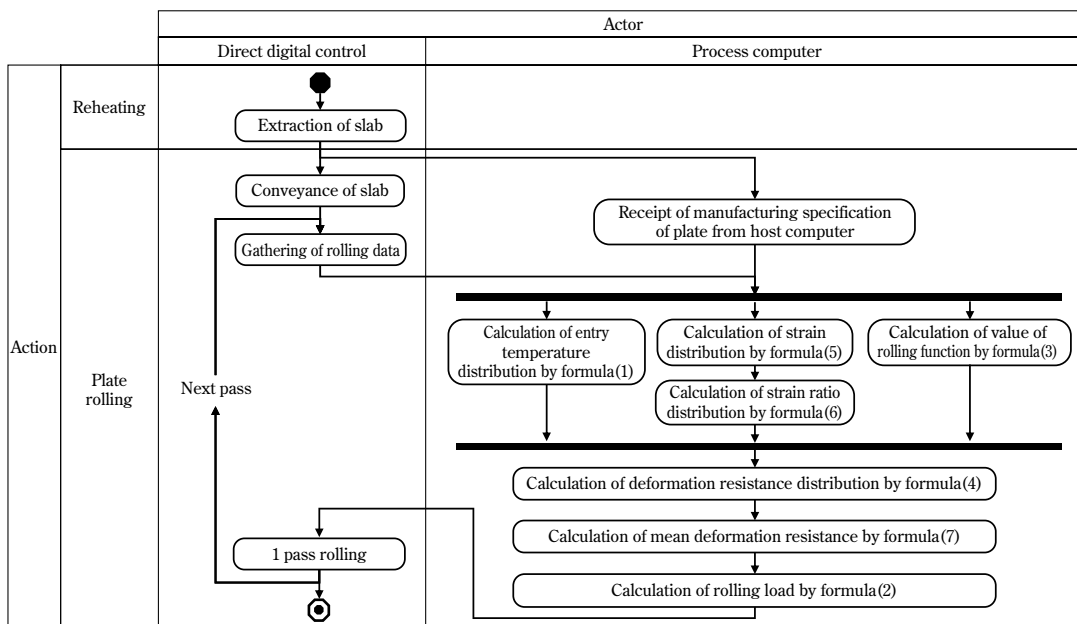 Actor
Direct digital control
Process computer
Action
Reheating
Extraction of slab
Plate
rolling
Conveyance of slab
Receipt of manufacturing specification
of plate from host computer
Gathering of rolling data
Next pass
Calculation of entry
temperature
distribution by formula(1)
Calculation of strain
distribution by formula(5)
Calculation of value of
rolling function by formula(3)
Calculation of strain ratio
distribution by formula(6)
Calculation of deformation resistance distribution by formula(4)
Calculation of mean deformation resistance by formula(7)
1 pass rolling
Calculation of rolling load by formula(2)